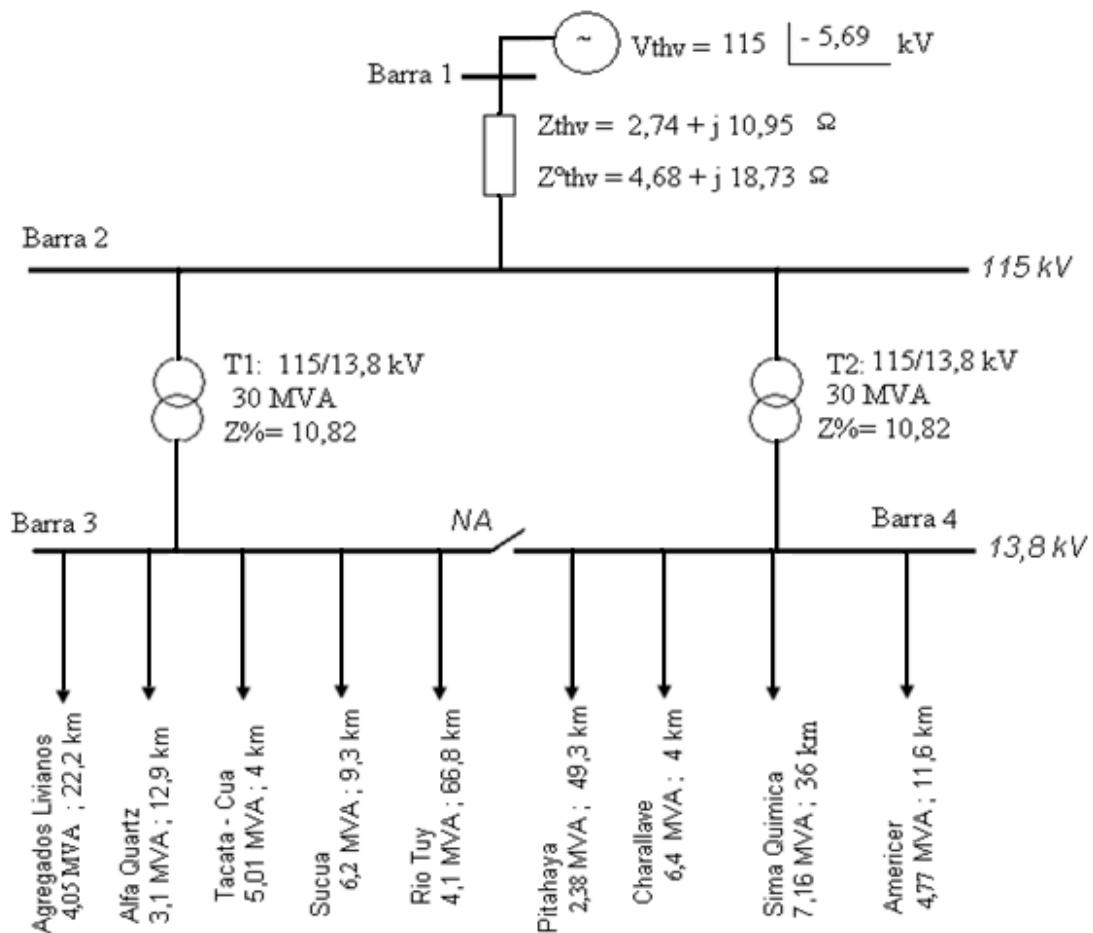 ~
Vthv = 115 |- 5,69 kV
Barra 1
Zthv = 2,74 + j 10,95 Ω
Zºthv = 4,68 + j 18,73 Ω
Barra 2
115 kV
T1: 115/13,8 kV
30 MVA
Z%= 10,82
T2: 115/13,8 kV
30 MVA
Z%= 10,82
Barra 3
NA
Barra 4
13,8 kV
Agregados Livianos
4,05 MVA ; 22,2 km
Alfa Quartz
3,1 MVA ; 12,9 km
Tacata - Cua
5,01 MVA ; 4 km
Sucua
6,2 MVA ; 9,3 km
Rio Tuy
4,1 MVA ; 66,8 km
Pitahaya
2,38 MVA ; 49,3 km
Charallave
6,4 MVA ; 4 km
Sima Quimica
7,16 MVA ; 36 km
Americer
4,77 MVA ; 11,6 km